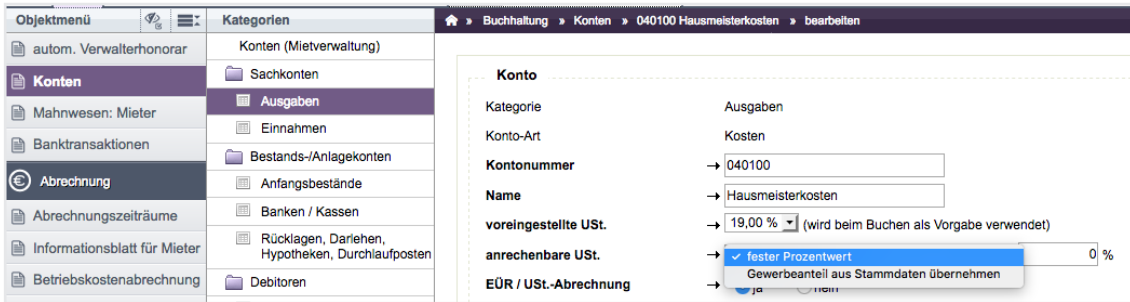 Objektmenü
autom. Verwalterhonorar
Konten
Mahnwesen: Mieter
Banktransaktionen
Abrechnung
Abrechnungszeiträume
Informationsblatt für Mieter
Betriebskostenabrechnung
Kategorien
Konten (Mietverwaltung)
Sachkonten
Ausgaben
Einnahmen
Bestands-/Anlagekonten
Anfangsbestände
Banken / Kassen
Rücklagen, Darlehen,
Hypotheken, Durchlaufposten
Debitoren
» Buchhaltung » Konten » 040100 Hausmeisterkosten » bearbeiten
Konto
Kategorie Ausgaben
Konto-Art Kosten
Kontonummer → 040100
Name → Hausmeisterkosten
voreingestellte USt. → 19,00 % (wird beim Buchen als Vorgabe verwendet)
anrechenbare USt. → ✓ fester Prozentwert 0 %
Gewerbeanteil aus Stammdaten übernehmen
EÜR / USt.-Abrechnung → ja nein